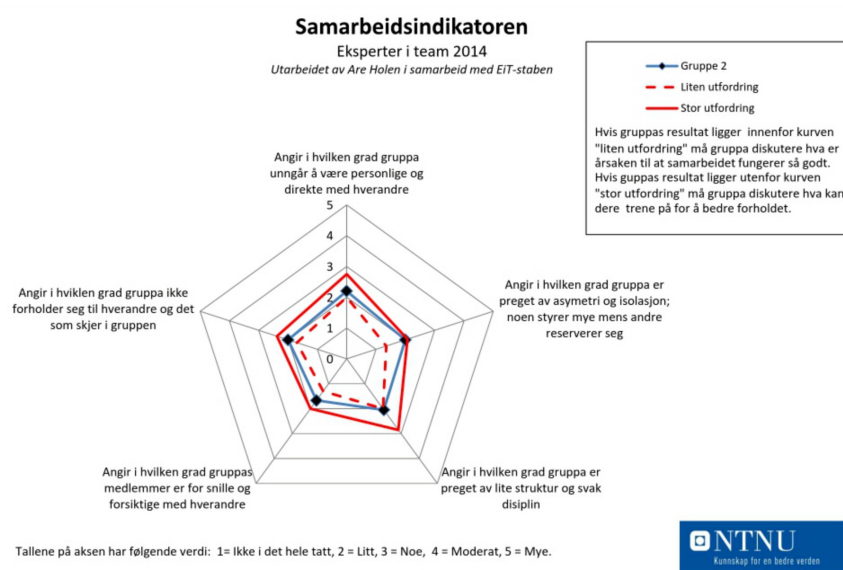 Samarbeidsindikatoren
Eksperter i team 2014
Utarbeidet av Are Holen i samarbeid med EiT-staben
Gruppe 2
Liten utfordring
Stor utfordring
Hvis gruppas resultat ligger innenfor kurven
"liten utfordring" må gruppa diskutere hva er
årsaken til at samarbeidet fungerer så godt.
Hvis guppas resultat ligger utenfor kurven
"stor utfordring" må gruppa diskutere hva kan
dere trene på for å bedre forholdet.
Angir i hvilken grad gruppa
unngår å være personlige og
direkte med hverandre
5
4
3
2
1
0
Angir i hvilken grad gruppa er
preget av asymetri og isolasjon;
noen styrer mye mens andre
reserverer seg
Angir i hviklen grad gruppa ikke
forholder seg til hverandre og det
som skjer i gruppen
Angir i hvilken grad gruppas
medlemmer er for snille og
forsiktige med hverandre
Angir i hvilken grad gruppa er
preget av lite struktur og svak
disiplin
Tallene på aksen har følgende verdi: 1= Ikke i det hele tatt, 2 = Litt, 3 = Noe, 4 = Moderat, 5 = Mye.
NTNU
Kunnskap for en bedre verden